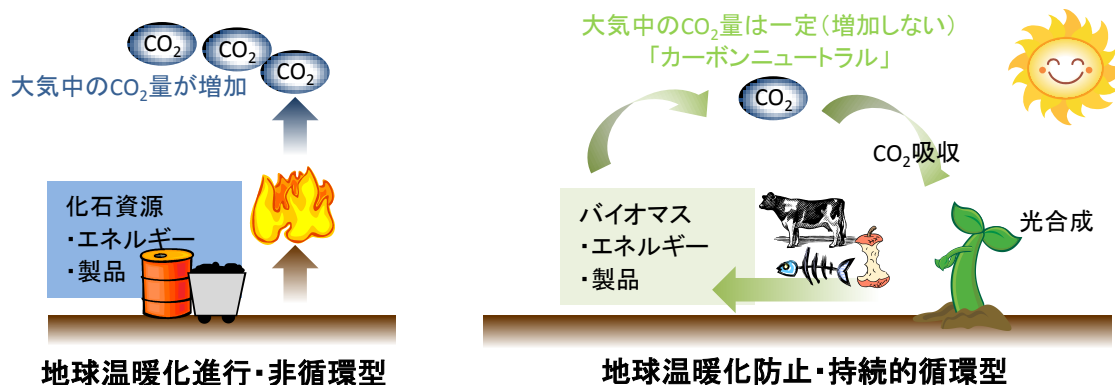 CO₂
CO₂
CO₂
大気中のCO₂量が増加
化石資源
・エネルギー
・製品
地球温暖化進行・非循環型
大気中のCO₂量は一定（増加しない）
「カーボンニュートラル」
CO₂
CO₂吸収
バイオマス
・エネルギー
・製品
光合成
地球温暖化防止・持続的循環型